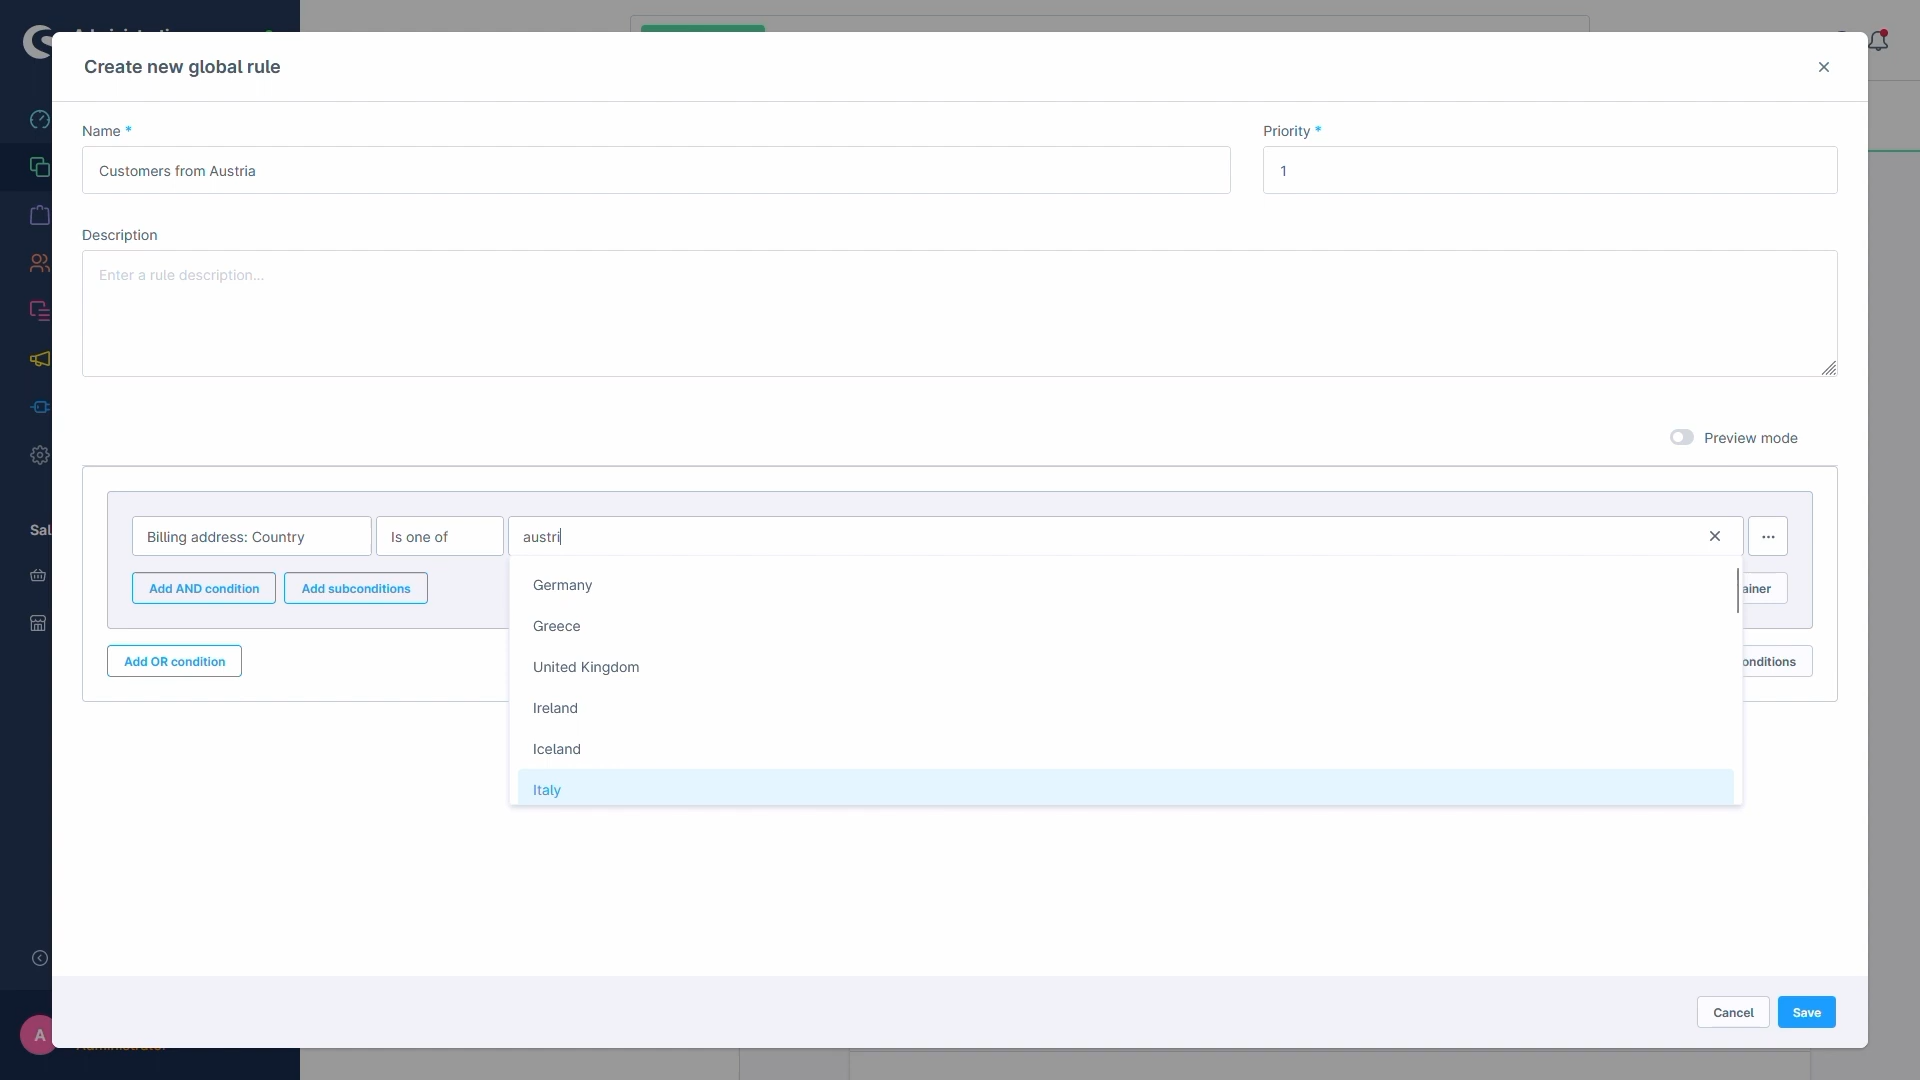 Create new global rule
Name *
Priority *
Customers from Austria
1
Description
Enter a rule description...
Preview mode
Billing address: Country
Is one of
austri
...
Germany
Add AND condition
Add subconditions
ainer
Greece
Add OR condition
United Kingdom
onditions
Ireland
Iceland
Italy
Sal
Cancel
Save
A